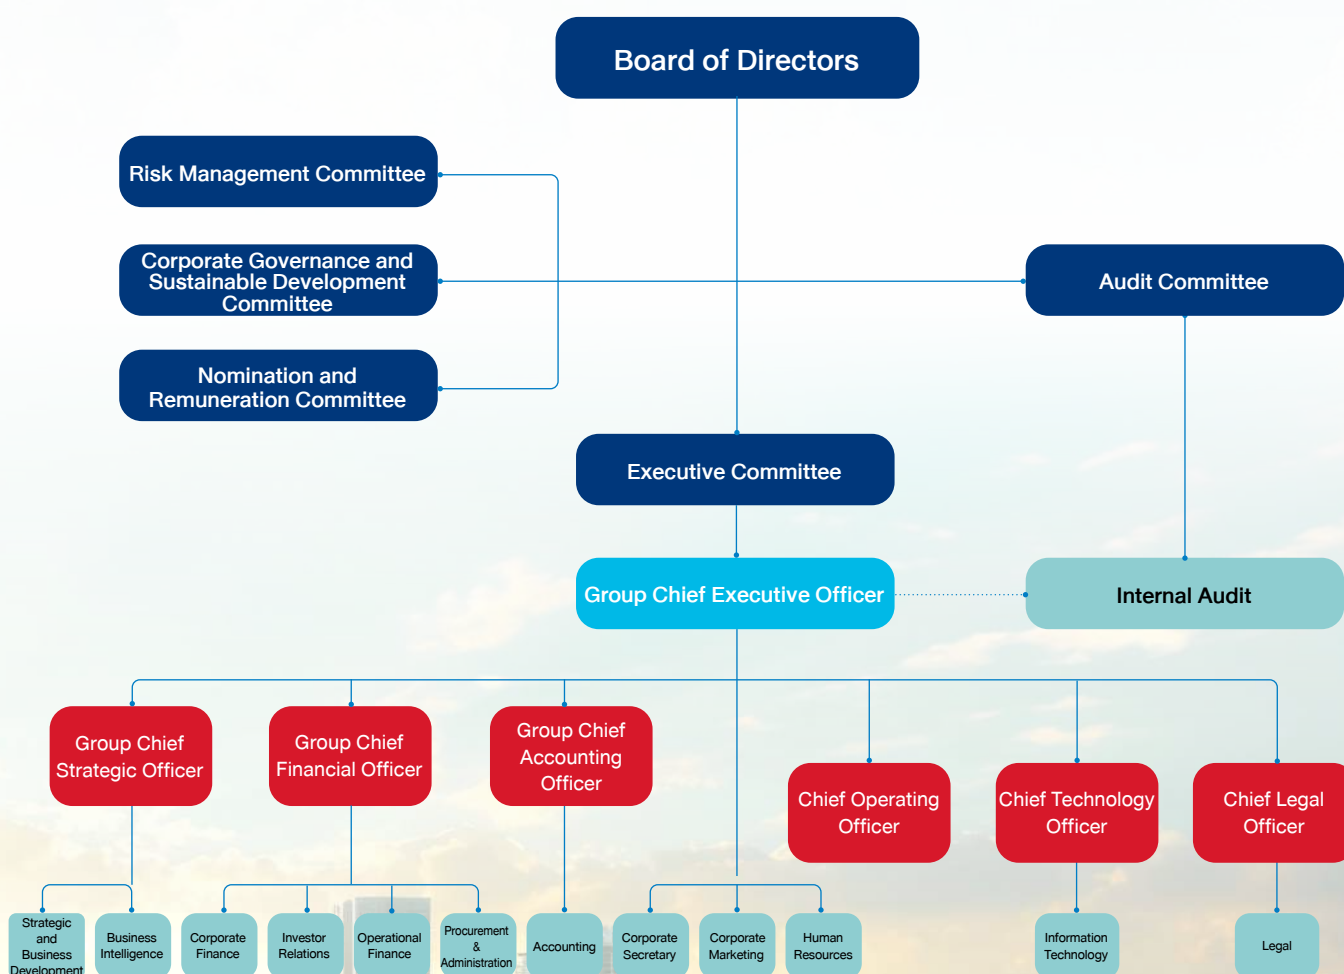 Board of Directors
Risk Management Committee
Corporate Governance and
Sustainable Development
Committee
Audit Committee
Nomination and
Remuneration Committee
Executive Committee
Group Chief Executive Officer
Internal Audit
Group Chief
Strategic Officer
Group Chief
Financial Officer
Group Chief
Accounting
Officer
Chief Operating
Officer
Chief Technology
Officer
Chief Legal
Officer
Strategic
and
Business
Development
Business
Intelligence
Corporate
Finance
Investor
Relations
Operational
Finance
Procurement
&
Administration
Accounting
Corporate
Secretary
Corporate
Marketing
Human
Resources
Information
Technology
Legal